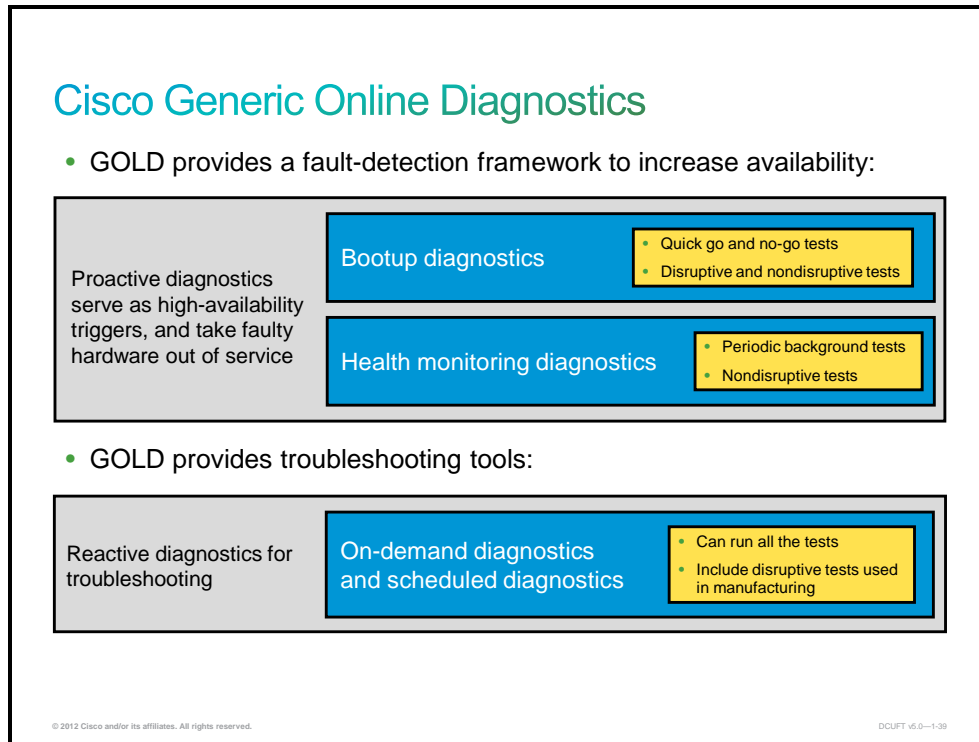 Cisco Generic Online Diagnostics
• GOLD provides a fault-detection framework to increase availability:
Proactive diagnostics
serve as high-availability
triggers, and take faulty
hardware out of service
Bootup diagnostics
• Quick go and no-go tests
• Disruptive and nondisruptive tests
Health monitoring diagnostics
• Periodic background tests
• Nondisruptive tests
• GOLD provides troubleshooting tools:
Reactive diagnostics for
troubleshooting
On-demand diagnostics
and scheduled diagnostics
• Can run all the tests
• Include disruptive tests used
in manufacturing
© 2012 Cisco and/or its affiliates. All rights reserved.
DCUFT v5.0—1-39